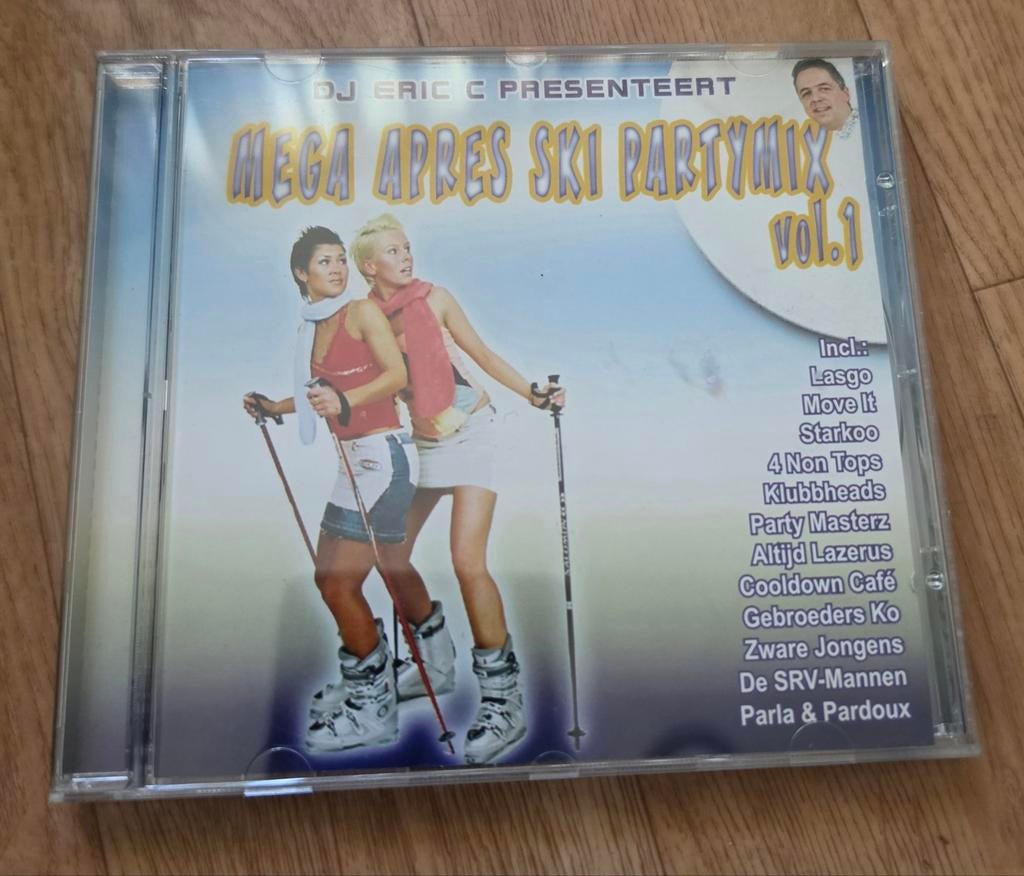 DJ ERIC C PRESENTEERT
MEGA APRES SKI PARTYMIX
vol.1
Incl.:
Lasgo
Move It
Starkoo
4 Non Tops
Klubbheads
Party Masterz
Altijd Lazerus
Cooldown Café
Gebroeders Ko
Zware Jongens
De SRV-Mannen
Parla & Pardoux